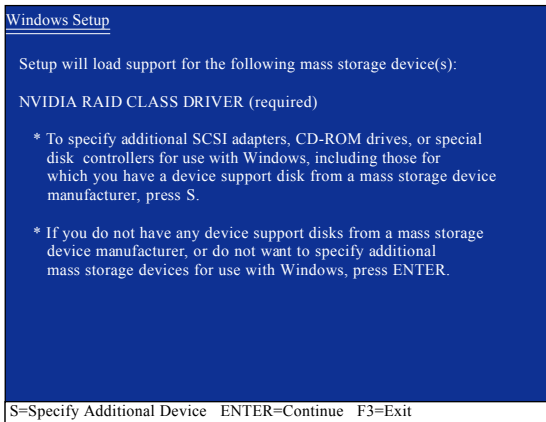 Windows Setup
Setup will load support for the following mass storage device(s):
NVIDIA RAID CLASS DRIVER (required)
* To specify additional SCSI adapters, CD-ROM drives, or special
disk controllers for use with Windows, including those for
which you have a device support disk from a mass storage device
manufacturer, press S.
* If you do not have any device support disks from a mass storage
device manufacturer, or do not want to specify additional
mass storage devices for use with Windows, press ENTER.
S=Specify Additional Device ENTER=Continue F3=Exit